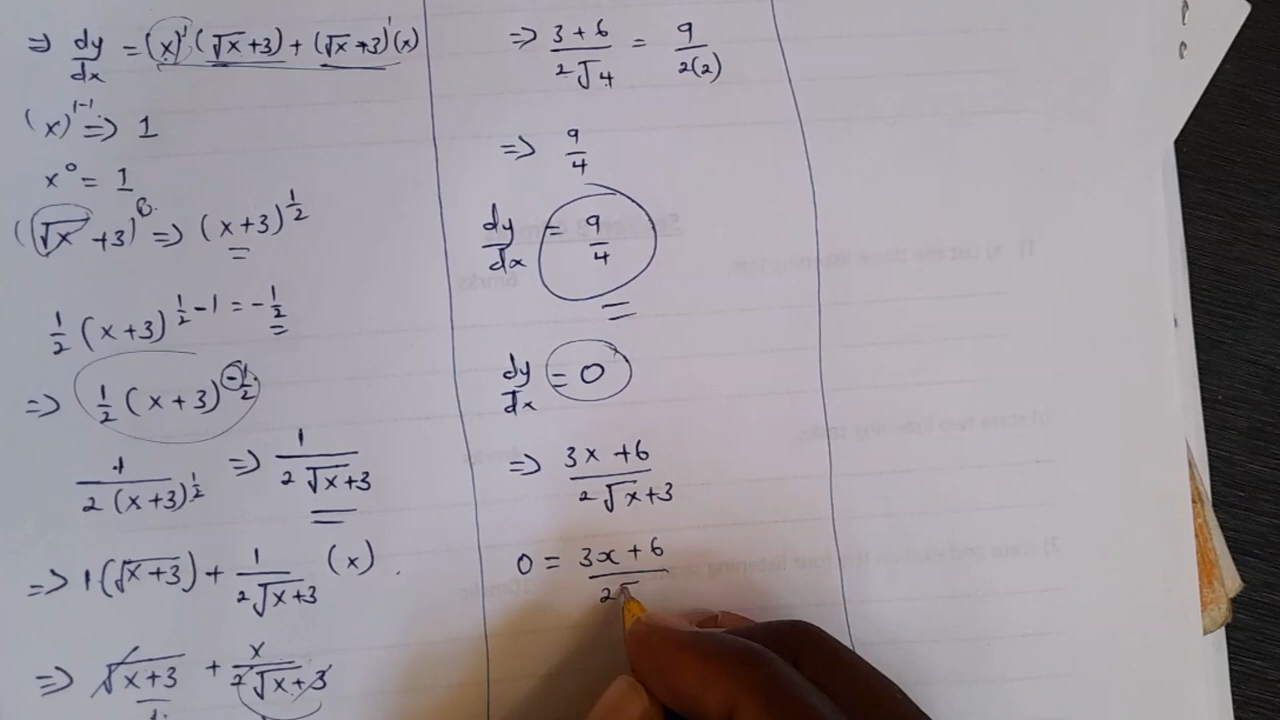 ⇒ dy/dx = (x)'(√x+3) + (√x+3)'(x)
(x)^1-1 ⇒ 1
x^0 = 1
(√x +3) ⇒ (x+3)^1/2
1/2 (x+3)^1/2-1 = -1/2
⇒ 1/2 (x+3)^-1/2
1/2(x+3)^1/2 ⇒ 1/2√x+3
⇒ 1(√x+3) + 1/2√x+3 (x) .
⇒ √x+3 + x/2√x+3
⇒ 3+6/2√4 = 9/2(2)
⇒ 9/4
dy/dx = 9/4
dy/dx = 0
⇒ 3x+6/2√x+3
0 = 3x+6/2√